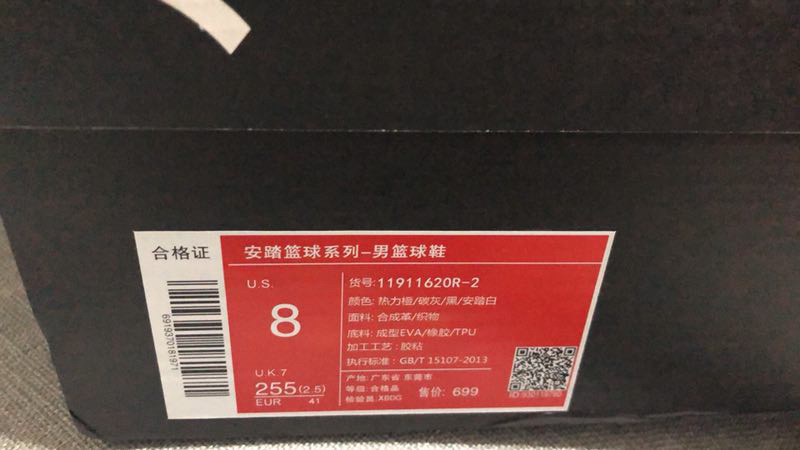 合格证
6919370181971
安踏篮球系列-男篮球鞋
U.S.
8
U.K.7
255(2.5)
EUR 41
货号:11911620R-2
颜色: 热力橙/碳灰/黑/安踏白
面料: 合成革/织物
底料: 成型EVA/橡胶/TPU
加工工艺: 胶粘
执行标准: GB/T 15107-2013
产地: 广东省 东莞市
等级: 合格品
检验员. XBDG
售价: 699